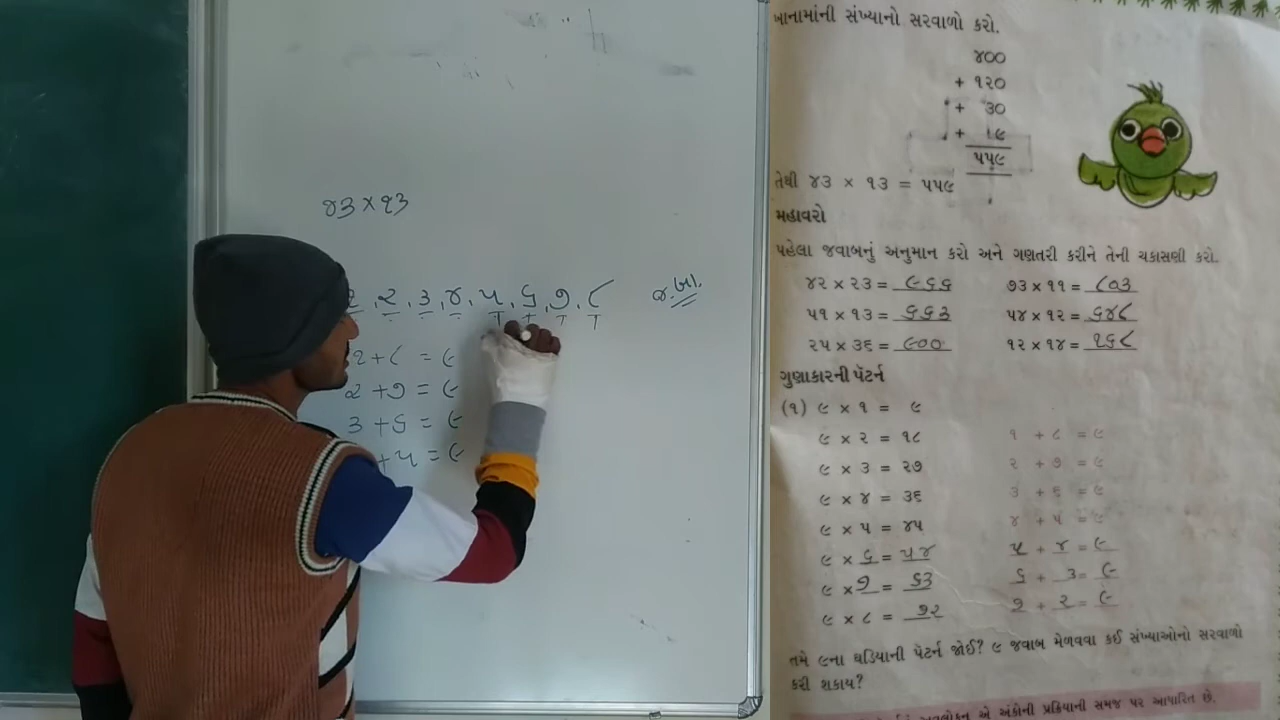 ૪૩ × ૧૩
૨, ૩, ૪, ૫, ૬, ૭, ૮
+ ૮ = ૯
૨ + ૭ = ૯
૩ + ૬ = ૯
+ ૫ = ૯
ખાનામાંની સંખ્યાનો સરવાળો કરો.
૪૦૦
+ ૧૨૦
+ ૩૦
+ ૯
૫૫૯
તેથી ૪૩ × ૧૩ = ૫૫૯
મહાવરો
પહેલા જવાબનું અનુમાન કરો અને ગણતરી કરીને તેની ચકાસણી કરો.
૪૨ × ૨૩ = ૯૬૬ ૭૩ × ૧૧ = ૮૦૩
૫૧ × ૧૩ = ૬૬૩ ૫૪ × ૧૨ = ૬૪૮
૨૫ × ૩૬ = ૯૦૦ ૧૨ × ૧૪ = ૧૬૮
ગુણાકારની પૅટર્ન
(૧) ૯ × ૧ = ૯
૯ × ૨ = ૧૮ ૧ + ૮ = ૯
૯ × ૩ = ૨૭ ૨ + ૭ = ૯
૯ × ૪ = ૩૬ ૩ + ૬ = ૯
૯ × ૫ = ૪૫ ૪ + ૫ = ૯
૯ × ૬ = ૫૪ ૫ + ૪ = ૯
૯ × ૭ = ૬૩ ૬ + ૩ = ૯
૯ × ૮ = ૭૨ ૭ + ૨ = ૯
તમે ૯ના ઘડિયાની પૅટર્ન જોઈ? ૯ જવાબ મેળવવા કઈ સંખ્યાઓનો સરવાળો
કરી શકાય?
અવલોકન એ અંકોની પ્રક્રિયાની સમજ પર આધારિત છે.